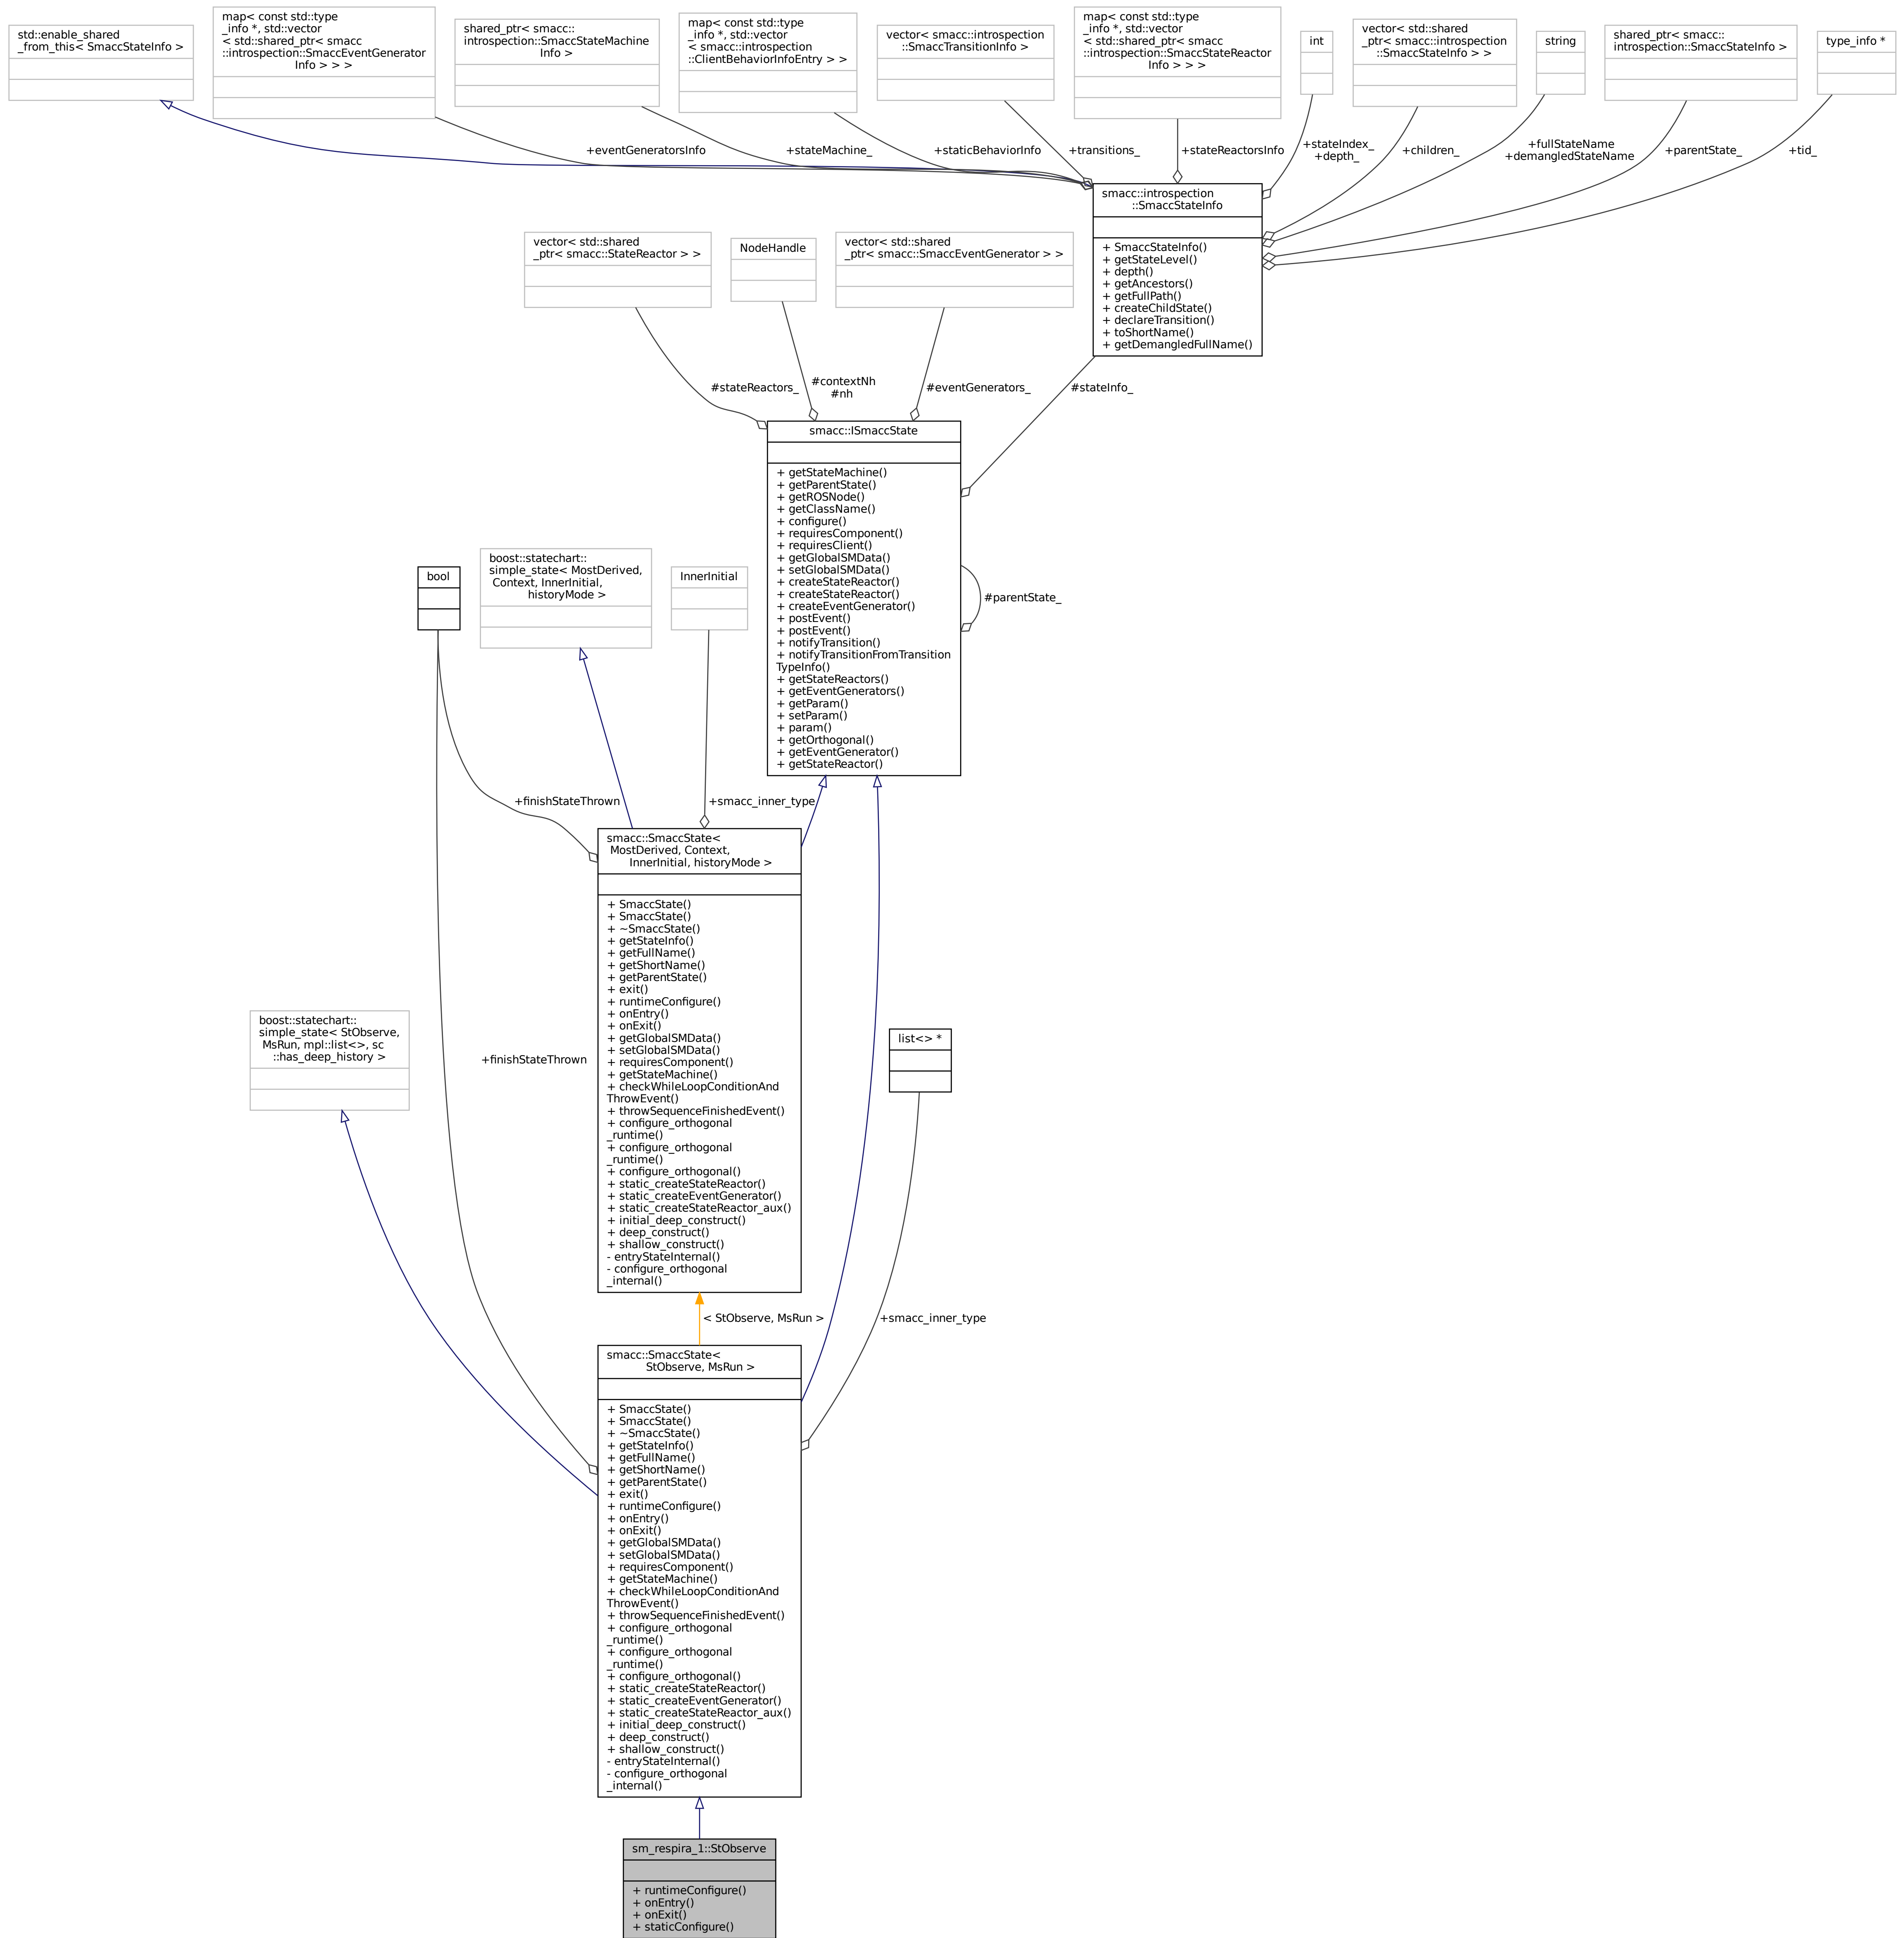 std::enable_shared
_from_this< SmaccStateInfo >
map< const std::type
_info *, std::vector
< std::shared_ptr< smacc
::introspection::SmaccEventGenerator
Info > > >
shared_ptr< smacc::
introspection::SmaccStateMachine
Info >
map< const std::type
_info *, std::vector
< smacc::introspection
::ClientBehaviorInfoEntry > >
vector< smacc::introspection
::SmaccTransitionInfo >
map< const std::type
_info *, std::vector
< std::shared_ptr< smacc
::introspection::SmaccStateReactor
Info > > >
int
vector< std::shared
_ptr< smacc::introspection
::SmaccStateInfo > >
string
shared_ptr< smacc::
introspection::SmaccStateInfo >
type_info *
+eventGeneratorsInfo
+stateMachine_
+staticBehaviorInfo
+transitions_
+stateReactorsInfo
+stateIndex_
+depth_
+children_
+fullStateName
+demangledStateName
+parentState_
+tid_
smacc::introspection
::SmaccStateInfo
+ SmaccStateInfo()
+ getStateLevel()
+ depth()
+ getAncestors()
+ getFullPath()
+ createChildState()
+ declareTransition()
+ toShortName()
+ getDemangledFullName()
vector< std::shared
_ptr< smacc::StateReactor > >
NodeHandle
vector< std::shared
_ptr< smacc::SmaccEventGenerator > >
#stateReactors_
#contextNh
#nh
#eventGenerators_
#stateInfo_
smacc::ISmaccState
+ getStateMachine()
+ getParentState()
+ getROSNode()
+ getClassName()
+ configure()
+ requiresComponent()
+ requiresClient()
+ getGlobalSMData()
+ setGlobalSMData()
+ createStateReactor()
+ createStateReactor()
+ createEventGenerator()
+ postEvent()
+ postEvent()
+ notifyTransition()
+ notifyTransitionFromTransition
TypeInfo()
+ getStateReactors()
+ getEventGenerators()
+ getParam()
+ setParam()
+ param()
+ getOrthogonal()
+ getEventGenerator()
+ getStateReactor()
#parentState_
bool
boost::statechart::
simple_state< MostDerived,
Context, InnerInitial,
historyMode >
InnerInitial
+finishStateThrown
+smacc_inner_type
smacc::SmaccState<
MostDerived, Context,
InnerInitial, historyMode >
+ SmaccState()
+ SmaccState()
+ ~SmaccState()
+ getStateInfo()
+ getFullName()
+ getShortName()
+ getParentState()
+ exit()
+ runtimeConfigure()
+ onEntry()
+ onExit()
+ getGlobalSMData()
+ setGlobalSMData()
+ requiresComponent()
+ getStateMachine()
+ checkWhileLoopConditionAnd
ThrowEvent()
+ throwSequenceFinishedEvent()
+ configure_orthogonal
_runtime()
+ configure_orthogonal
_runtime()
+ configure_orthogonal()
+ static_createStateReactor()
+ static_createEventGenerator()
+ static_createStateReactor_aux()
+ initial_deep_construct()
+ deep_construct()
+ shallow_construct()
- entryStateInternal()
- configure_orthogonal
_internal()
boost::statechart::
simple_state< StObserve,
MsRun, mpl::list<>, sc
::has_deep_history >
+finishStateThrown
list<> *
< StObserve, MsRun >
+smacc_inner_type
smacc::SmaccState<
StObserve, MsRun >
+ SmaccState()
+ SmaccState()
+ ~SmaccState()
+ getStateInfo()
+ getFullName()
+ getShortName()
+ getParentState()
+ exit()
+ runtimeConfigure()
+ onEntry()
+ onExit()
+ getGlobalSMData()
+ setGlobalSMData()
+ requiresComponent()
+ getStateMachine()
+ checkWhileLoopConditionAnd
ThrowEvent()
+ throwSequenceFinishedEvent()
+ configure_orthogonal
_runtime()
+ configure_orthogonal
_runtime()
+ configure_orthogonal()
+ static_createStateReactor()
+ static_createEventGenerator()
+ static_createStateReactor_aux()
+ initial_deep_construct()
+ deep_construct()
+ shallow_construct()
- entryStateInternal()
- configure_orthogonal
_internal()
sm_respira_1::StObserve
+ runtimeConfigure()
+ onEntry()
+ onExit()
+ staticConfigure()